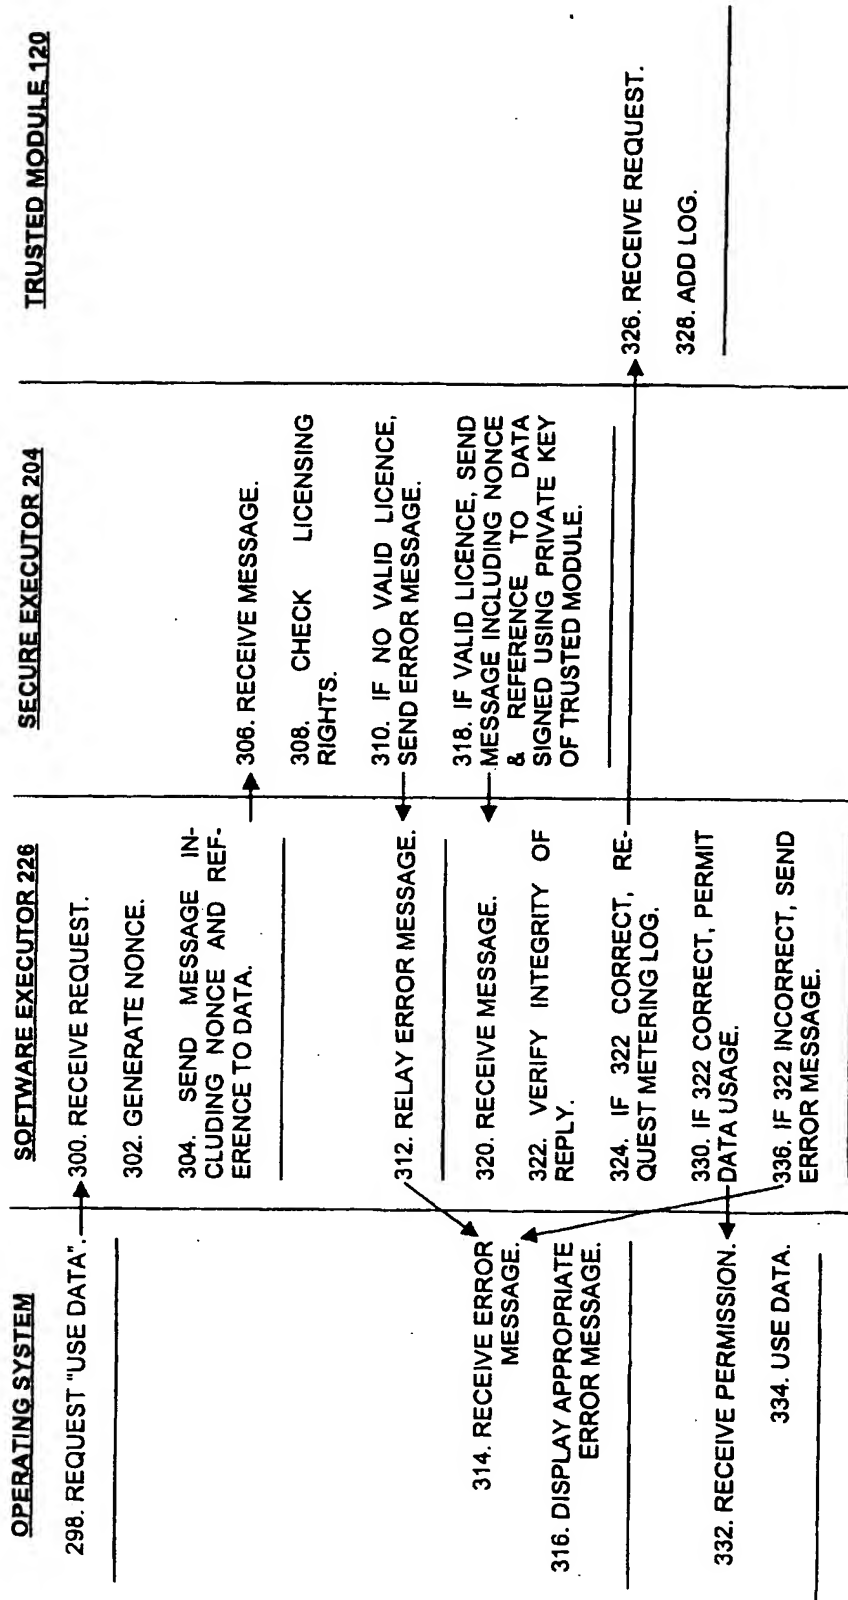 OPERATING SYSTEM
298. REQUEST "USE DATA".
314. RECEIVE ERROR
MESSAGE.
316. DISPLAY APPROPRIATE
ERROR MESSAGE.
332. RECEIVE PERMISSION.
334. USE DATA.
SOFTWARE EXECUTOR 226
300. RECEIVE REQUEST.
302. GENERATE NONCE.
304. SEND MESSAGE IN-
CLUDING NONCE AND REF-
ERENCE TO DATA.
312. RELAY ERROR MESSAGE.
320. RECEIVE MESSAGE.
322. VERIFY INTEGRITY OF
REPLY.
324. IF 322 CORRECT, RE-
QUEST METERING LOG.
330. IF 322 CORRECT, PERMIT
DATA USAGE.
336. IF 322 INCORRECT, SEND
ERROR MESSAGE.
SECURE EXECUTOR 204
306. RECEIVE MESSAGE.
308. CHECK LICENSING
RIGHTS.
310. IF NO VALID LICENCE,
SEND ERROR MESSAGE.
318. IF VALID LICENCE, SEND
MESSAGE INCLUDING NONCE
& REFERENCE TO DATA
SIGNED USING PRIVATE KEY
OF TRUSTED MODULE.
TRUSTED MODULE 120
326. RECEIVE REQUEST.
328. ADD LOG.